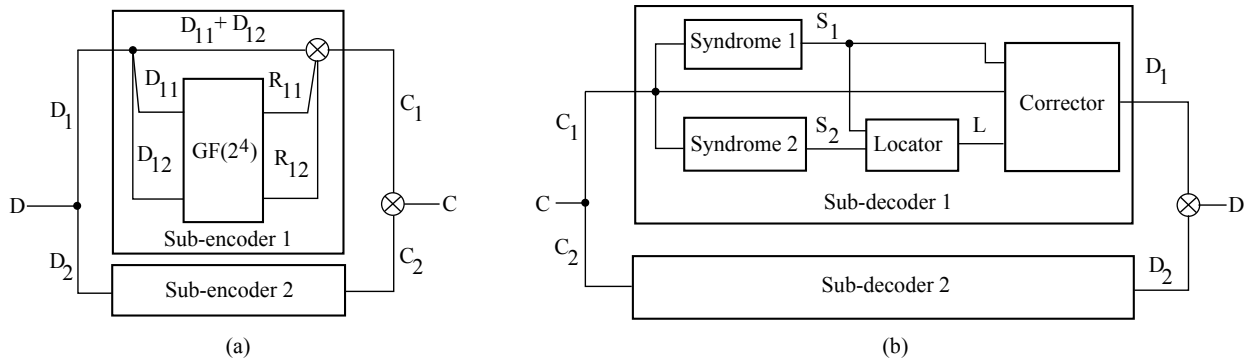 D₁₁ + D₁₂
D₁₁
R₁₁
GF(2⁴)
D₁₂
R₁₂
D₁
C₁
D
C
Sub-encoder 1
D₂
C₂
Sub-encoder 2
(a)
Syndrome 1
S₁
Corrector
D₁
C₁
Syndrome 2
S₂
Locator
L
Sub-decoder 1
C
D
C₂
Sub-decoder 2
D₂
(b)